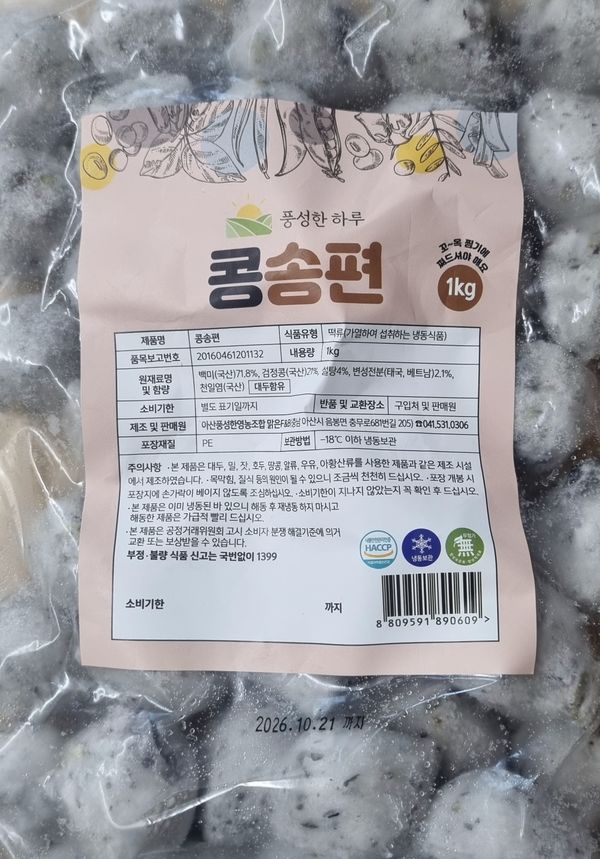 풍성한 하루
콩송편
꼬~옥 찜기에
쪄드셔야 해요
1kg
제품명 콩송편 식품유형 떡류(가열하여 섭취하는 냉동식품)
품목보고번호 20160461201132 내용량 1kg
원재료명 및 함량 백미(국산)71.8%, 검정콩(국산)21% 설탕4%, 변성전분(태국, 베트남)2.1%,
천일염(국산) 대두함유
소비기한 별도 표기일까지 반품 및 교환장소 구입처 및 판매원
제조 및 판매원 아산풍성한영농조합 맑은F&B(충남 아산시 음봉면 충무로681번길 205) ☎041.531.0306
포장재질 PE 보관방법 -18℃ 이하 냉동보관
주의사항 · 본 제품은 대두, 밀, 잣, 호두, 땅콩, 알류, 우유, 아황산류를 사용한 제품과 같은 제조 시설
에서 제조하였습니다. · 목막힘, 질식 등의 원인이 될 수 있으니 조금씩 천천히 드십시오. · 포장 개봉 시
포장지에 손가락이 베이지 않도록 조심하십시오. · 소비기한이 지나지 않았는지 꼭 확인 후 드십시오.
· 본 제품은 이미 냉동된 바 있으니 해동 후 재냉동 하지 마시고
해동한 제품은 가급적 빨리 드십시오.
· 본 제품은 공정거래위원회 고시 소비자 분쟁 해결기준에 의거
교환 또는 보상받을 수 있습니다.
부정·불량 식품 신고는 국번없이 1399
HACCP
냉동보관
소비기한 까지
8 809591 890609 >
2026.10.21 까지